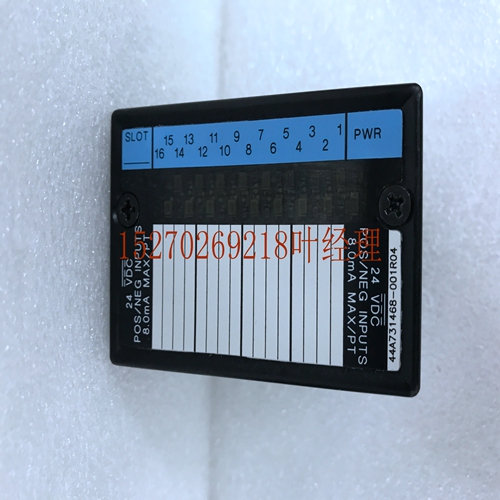 SLOT
15 13 11 9 7 5 3 1
16 14 12 10 8 6 4 2
PWR
15270269218叶经理
24 VDC
POS/NEG INPUTS
8.0mA MAX/PT
24 VDC
POS/NEG INPUTS
8.0mA MAX/PT
44A731468-001R04